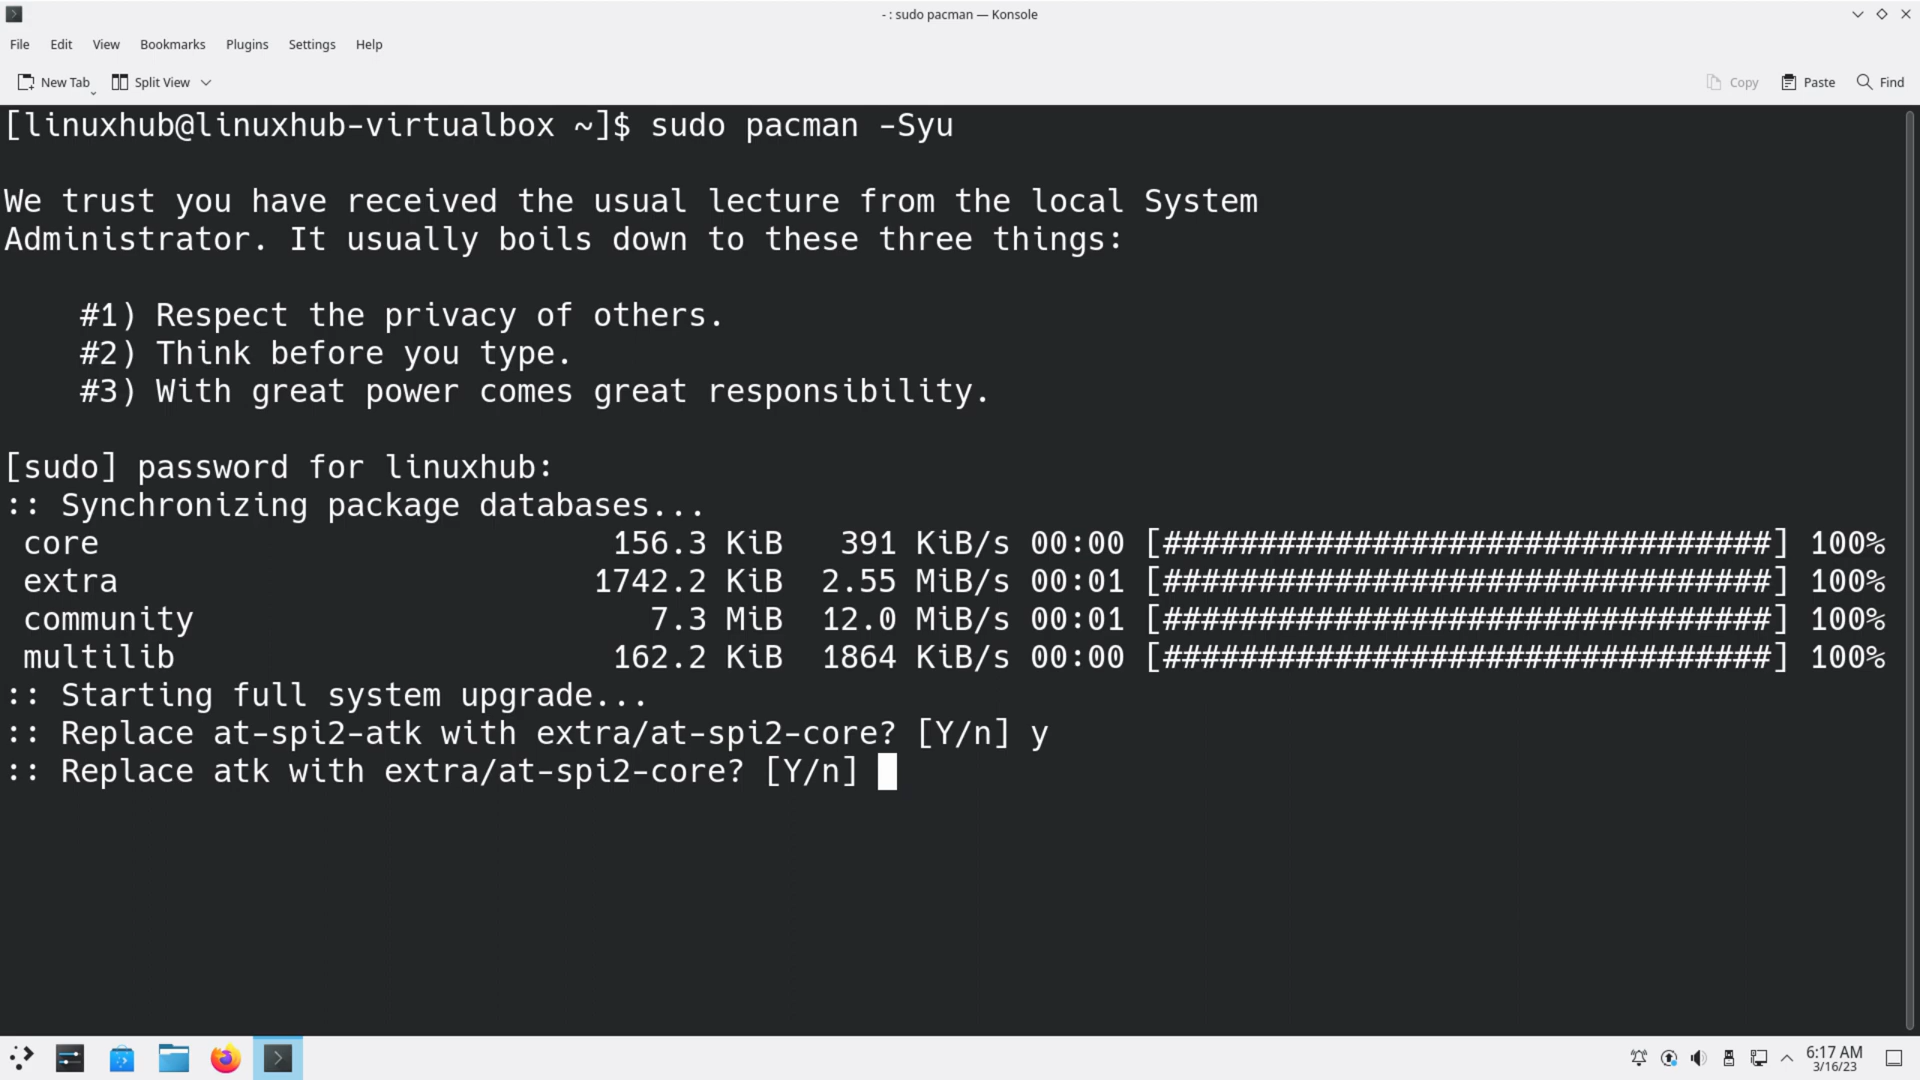 - : sudo pacman — Konsole
File Edit View Bookmarks Plugins Settings Help
New Tab Split View Copy Paste Find
[linuxhub@linuxhub-virtualbox ~]$ sudo pacman -Syu
We trust you have received the usual lecture from the local System
Administrator. It usually boils down to these three things:
#1) Respect the privacy of others.
#2) Think before you type.
#3) With great power comes great responsibility.
[sudo] password for linuxhub:
:: Synchronizing package databases...
core 156.3 KiB 391 KiB/s 00:00 [################################] 100%
extra 1742.2 KiB 2.55 MiB/s 00:01 [################################] 100%
community 7.3 MiB 12.0 MiB/s 00:01 [################################] 100%
multilib 162.2 KiB 1864 KiB/s 00:00 [################################] 100%
:: Starting full system upgrade...
:: Replace at-spi2-atk with extra/at-spi2-core? [Y/n] y
:: Replace atk with extra/at-spi2-core? [Y/n]
6:17 AM
3/16/23